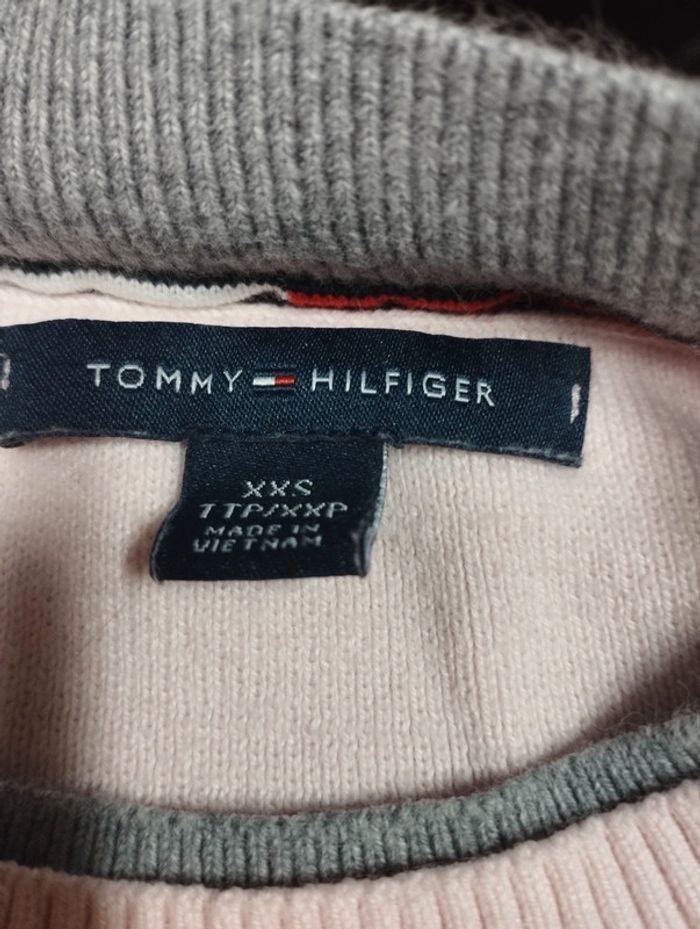 TOMMY HILFIGER
XXS
TTP/XXP
MADE IN
VIETNAM